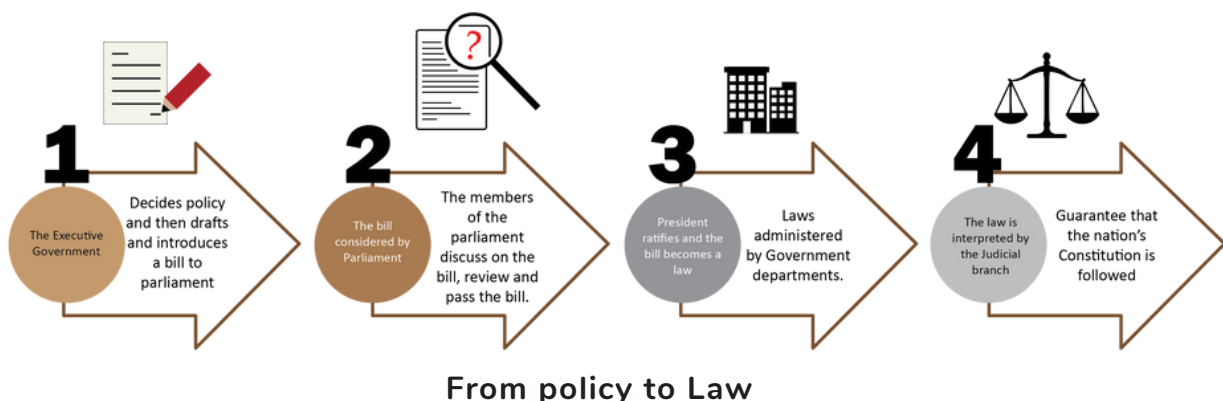 1
The Executive
Government
Decides policy
and then drafts
and introduces
a bill to
parliament
2
?
The bill
considered by
Parliament
The members
of the
parliament
discuss on the
bill, review and
pass the bill.
3
President
ratifies and the
bill becomes a
law
Laws
administered
by Government
departments.
4
The law is
interpreted by
the Judicial
branch
Guarantee that
the nation's
Constitution is
followed
From policy to Law